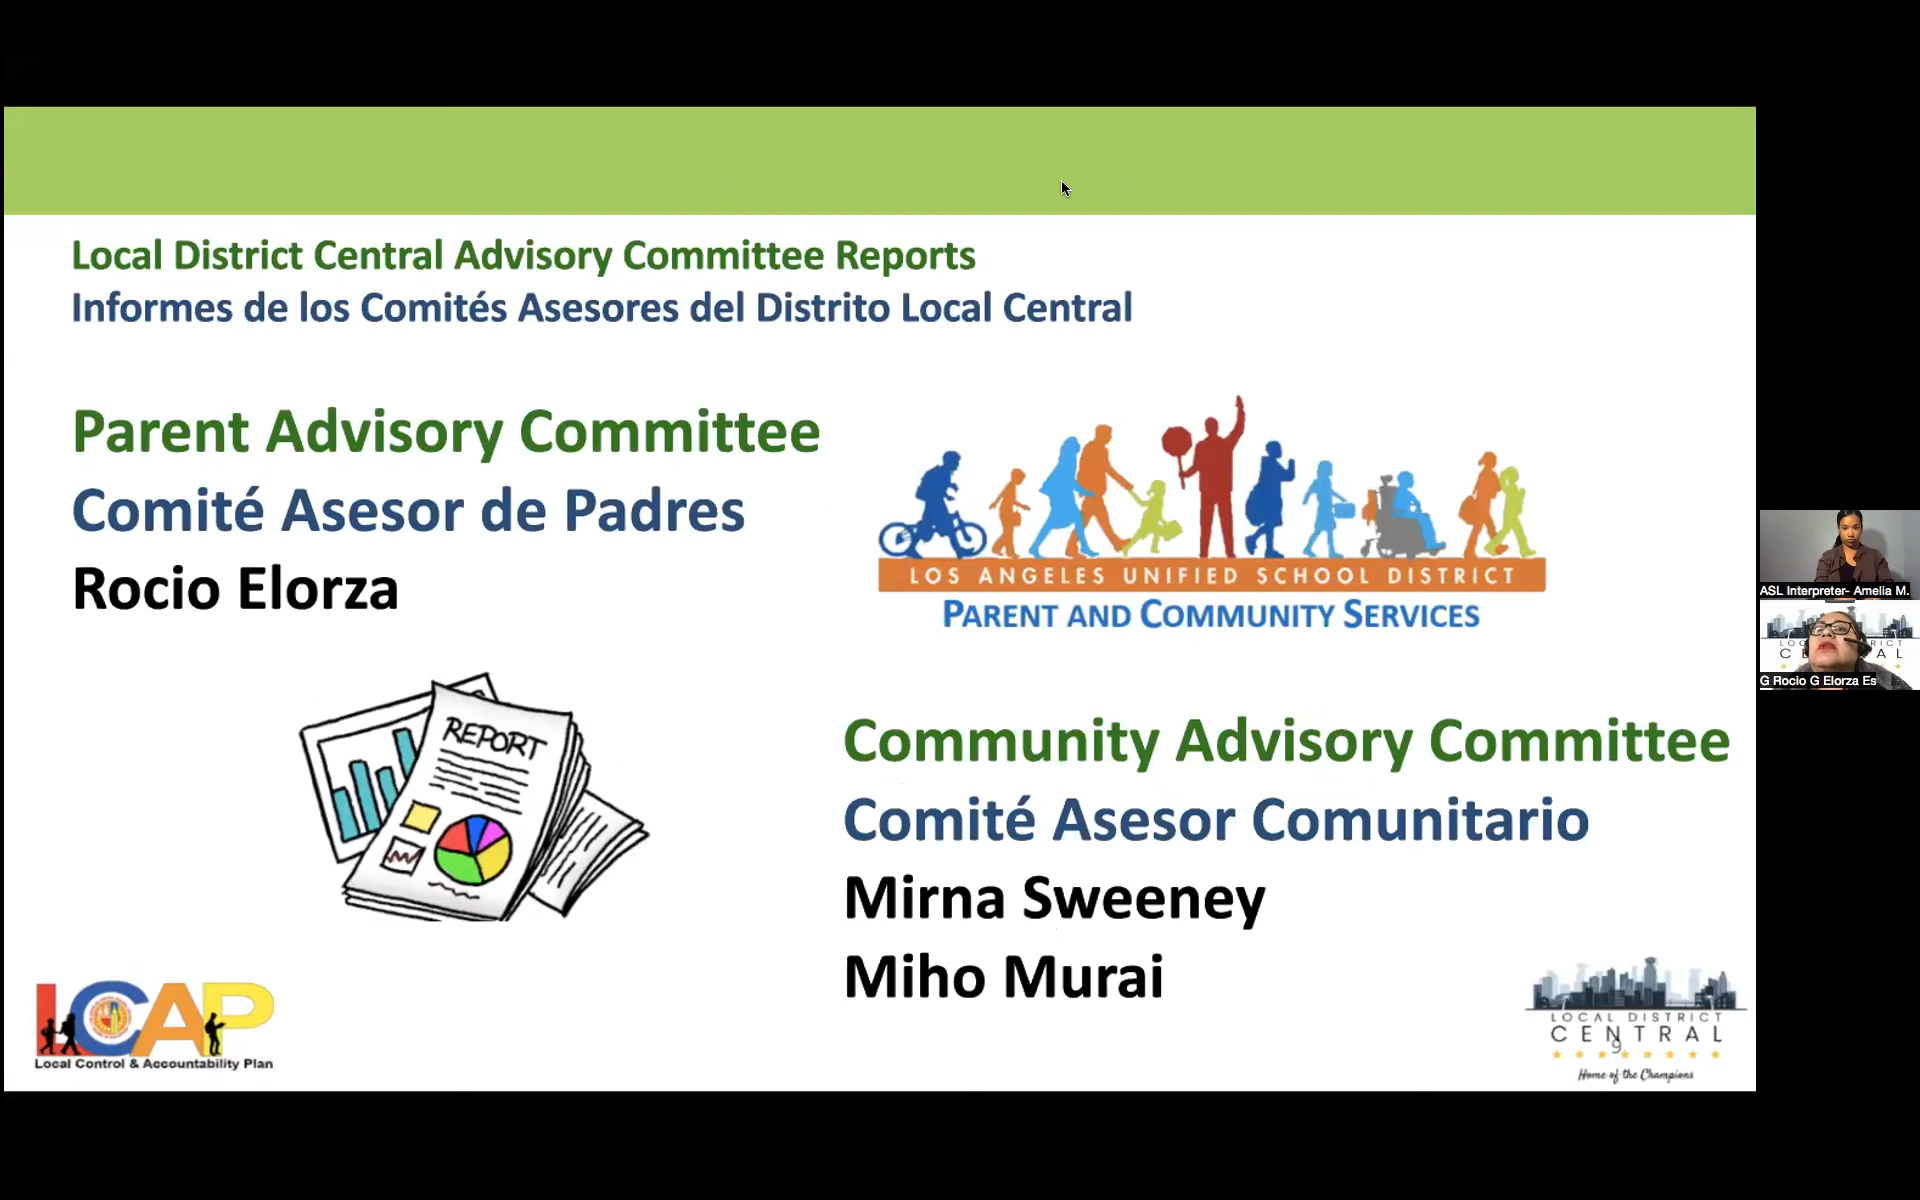 Local District Central Advisory Committee Reports
Informes de los Comités Asesores del Distrito Local Central
Parent Advisory Committee
Comité Asesor de Padres
Rocio Elorza
LOS ANGELES UNIFIED SCHOOL DISTRICT
PARENT AND COMMUNITY SERVICES
REPORT
Community Advisory Committee
Comité Asesor Comunitario
Mirna Sweeney
Miho Murai
LCAP
Local Control & Accountability Plan
LOCAL DISTRICT
CENTRAL
9
Home of the Champions
ASL Interpreter- Amelia M.
G Rocio G Elorza Es